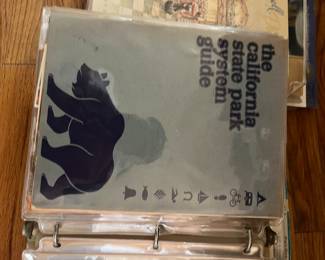 the
california
state park
system
guide